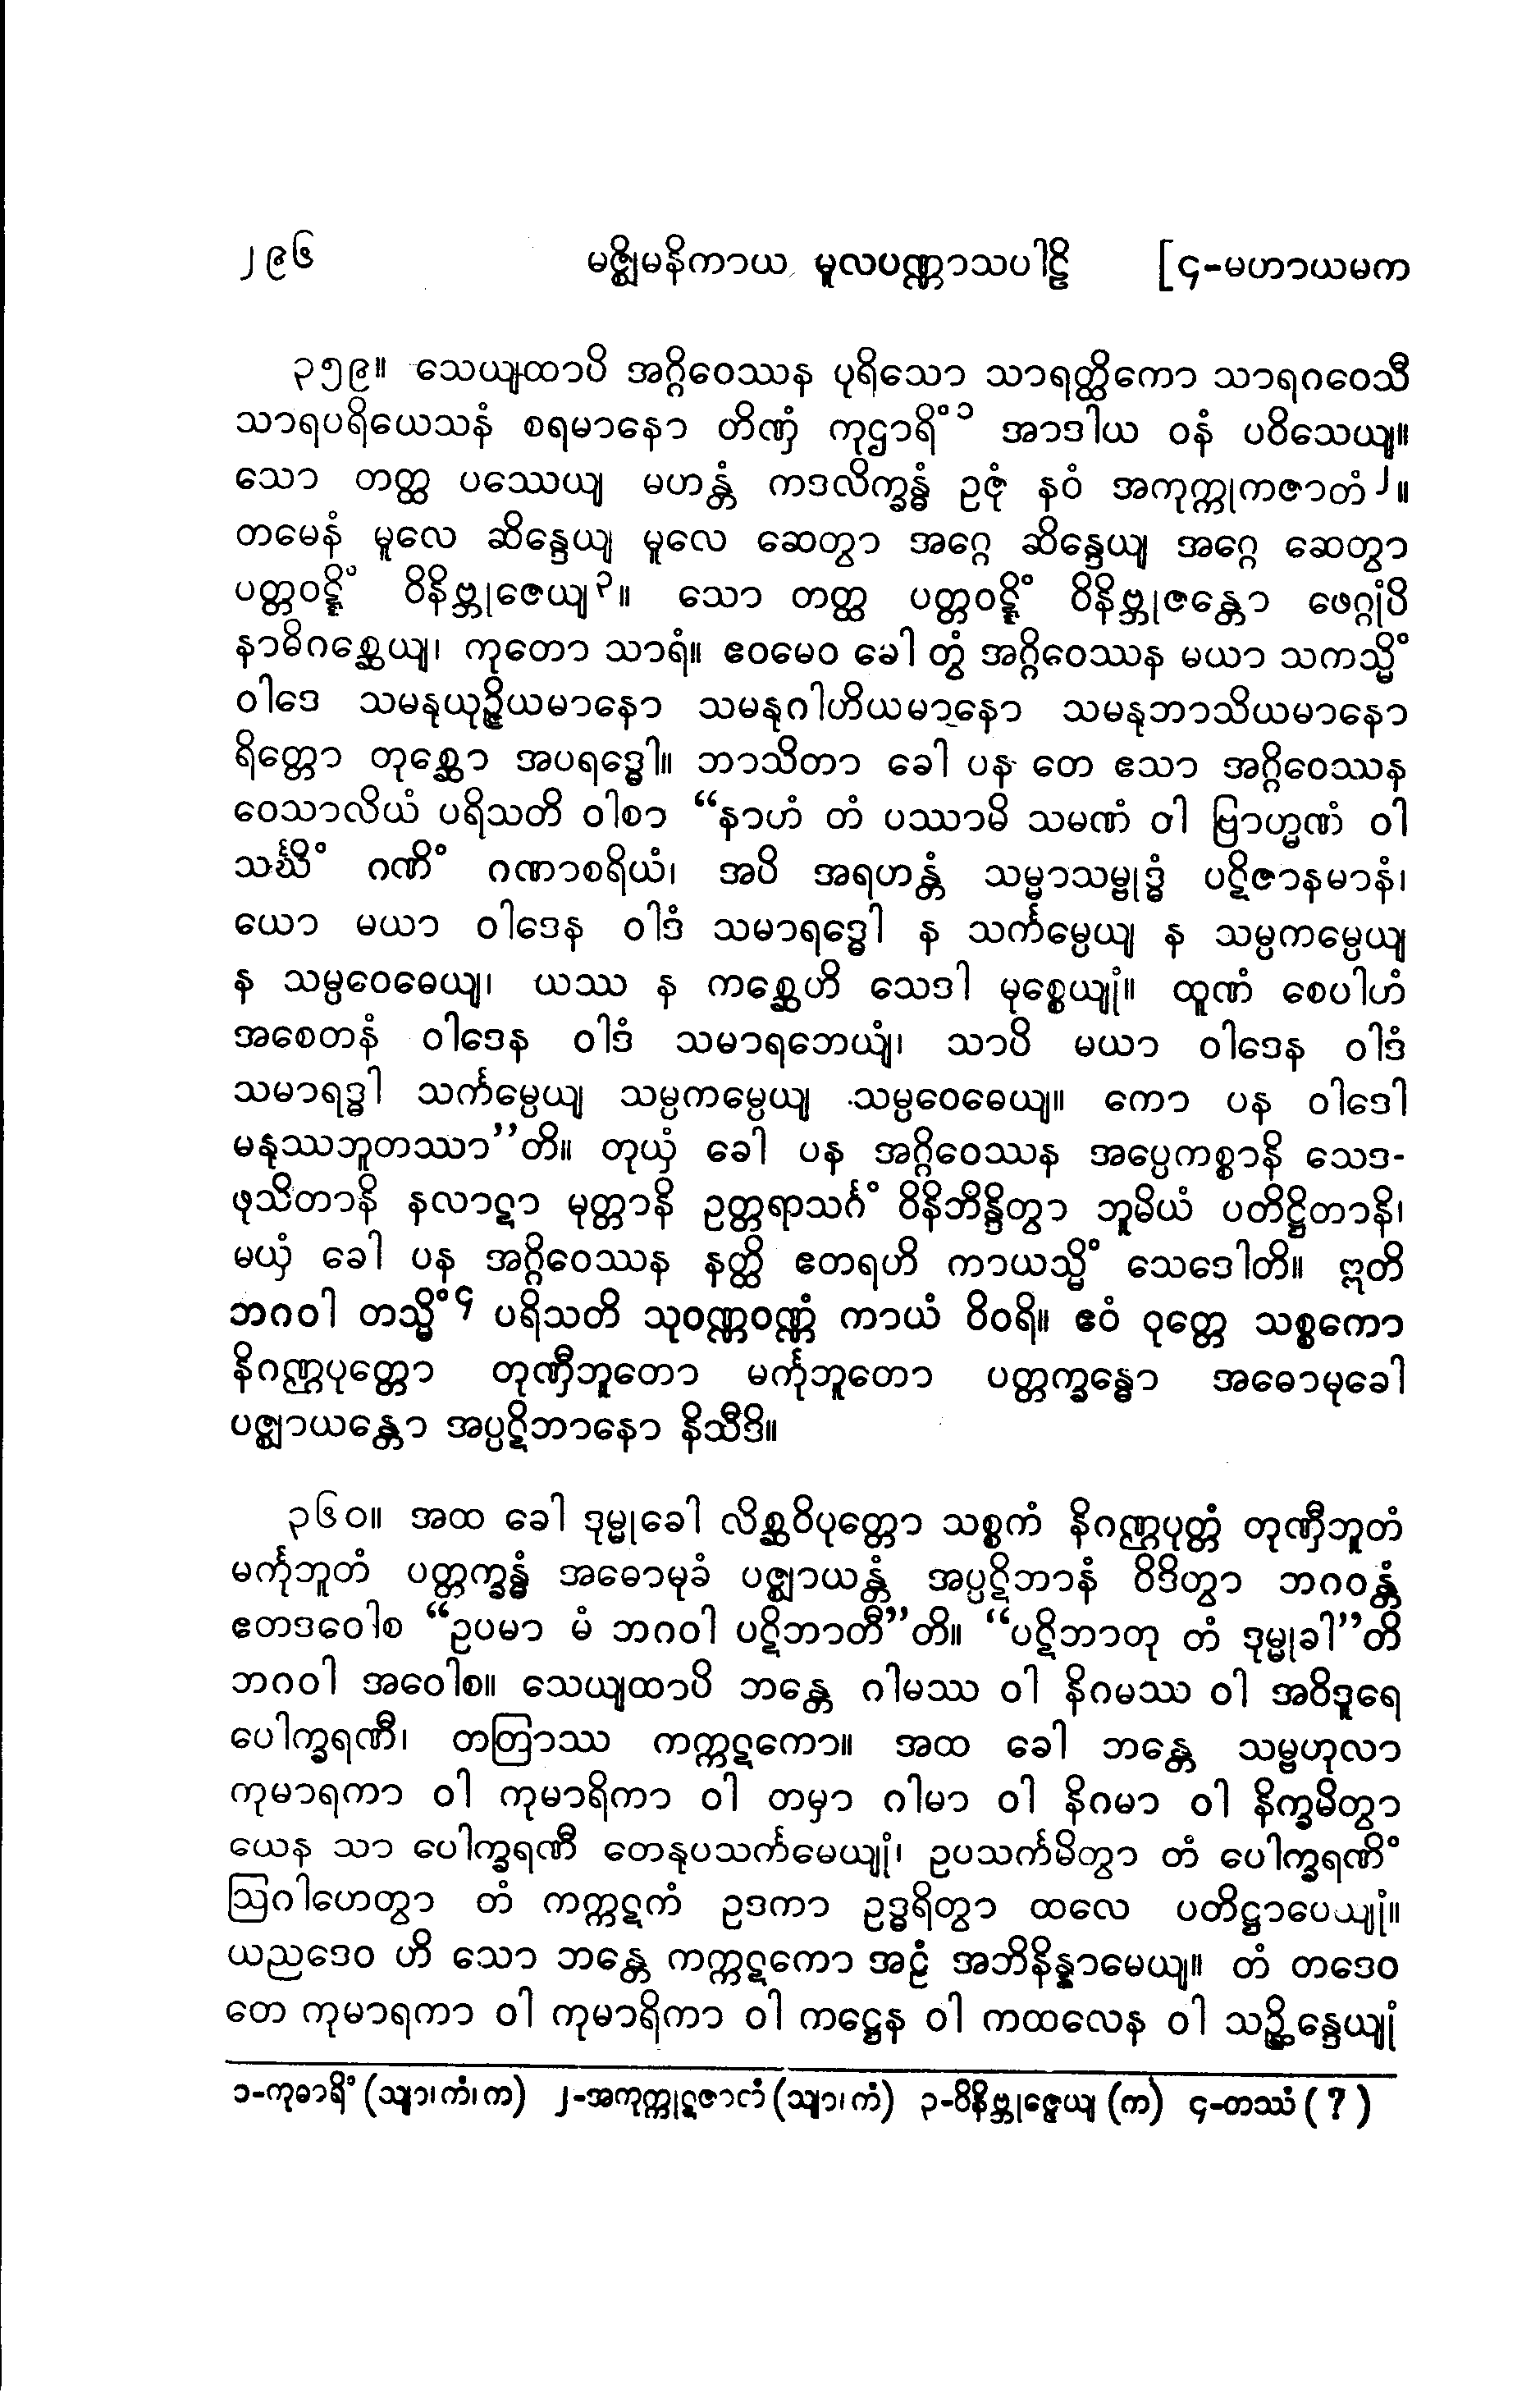 ၂၉၆ မဇ္ဈိမနိကာယ မူလပဏ္ဏာသပါဠိ [၄-မဟာယမက
၃၅၉။ သေယျထာပိ အဂ္ဂိဝေဿန ပုရိသော သာရတ္ထိကော သာရဂဝေသီ
သာရပရိယေသနံ စရမာနော တိဏှံ ကုဌာရိံ ၁ အာဒါယ ဝနံ ပဝိသေယျ။
သော တတ္ထ ပဿေယျ မဟန္တံ ကဒလိက္ခန္ဓံ ဥဇုံ နဝံ အကုက္ကုကဇာတံ ၂။
တမေနံ မူလေ ဆိန္ဒေယျ မူလေ ဆေတွာ အဂ္ဂေ ဆိန္ဒေယျ အဂ္ဂေ ဆေတွာ
ပတ္တဝဋ္ဋိံ ဝိနိဗ္ဘုဇေယျ ၃။ သော တတ္ထ ပတ္တဝဋ္ဋိံ ဝိနိဗ္ဘုဇန္တော ဖေဂ္ဂုံပိ
နာဓိဂစ္ဆေယျ၊ ကုတော သာရံ။ ဧဝမေဝ ခေါ တွံ အဂ္ဂိဝေဿန မယာ သကသ္မိံ
ဝါဒေ သမနုယုဉ္ဇိယမာနော သမနုဂါဟိယမာနော သမနုဘာသိယမာနော
ရိတ္တော တုစ္ဆော အပရဒ္ဓေါ။ ဘာသိတာ ခေါ ပန တေ ဧသာ အဂ္ဂိဝေဿန
ဝေသာလိယံ ပရိသတိ ဝါစာ “နာဟံ တံ ပဿာမိ သမဏံ ဝါ ဗြာဟ္မဏံ ဝါ
သင်္ဃိံ ဂဏိံ ဂဏာစရိယံ၊ အပိ အရဟန္တံ သမ္မာသမ္ဗုဒ္ဓံ ပဋိဇာနမာနံ၊
ယော မယာ ဝါဒေန ဝါဒံ သမာရဒ္ဓေါ န သင်္ကမ္ပေယျ န သမ္ပကမ္ပေယျ
န သမ္ပဝေဓေယျ၊ ယဿ န ကစ္ဆေဟိ သေဒါ မုစ္စေယျုံ။ ထူဏံ စေပါဟံ
အစေတနံ ဝါဒေန ဝါဒံ သမာရဘေယျံ၊ သာပိ မယာ ဝါဒေန ဝါဒံ
သမာရဒ္ဓါ သင်္ကမ္ပေယျ သမ္ပကမ္ပေယျ သမ္ပဝေဓေယျ။ ကော ပန ဝါဒေါ
မနုဿဘူတဿာ”တိ။ တုယှံ ခေါ ပန အဂ္ဂိဝေဿန အပ္ပေကစ္စာနိ သေဒ-
ဖုသိတာနိ နလာဋာ မုတ္တာနိ ဥတ္တရာသင်္ဂံ ဝိနိဘိန္ဒိတွာ ဘူမိယံ ပတိဋ္ဌိတာနိ၊
မယှံ ခေါ ပန အဂ္ဂိဝေဿန နတ္ထိ ဧတရဟိ ကာယသ္မိံ သေဒေါတိ။ ဣတိ
ဘဂဝါ တသ္မိံ ၄ ပရိသတိ သုဝဏ္ဏဝဏ္ဏံ ကာယံ ဝိဝရိ။ ဧဝံ ဝုတ္တေ သစ္စကော
နိဂဏ္ဌပုတ္တော တုဏှီဘူတော မင်္ကုဘူတော ပတ္တက္ခန္ဓော အဓောမုခေါ
ပဇ္ဈာယန္တော အပ္ပဋိဘာနော နိသီဒိ။
၃၆၀။ အထ ခေါ ဒုမ္မုခေါ လိစ္ဆဝိပုတ္တော သစ္စကံ နိဂဏ္ဌပုတ္တံ တုဏှီဘူတံ
မင်္ကုဘူတံ ပတ္တက္ခန္ဓံ အဓောမုခံ ပဇ္ဈာယန္တံ အပ္ပဋိဘာနံ ဝိဒိတွာ ဘဂဝန္တံ
ဧတဒဝေါစ “ဥပမာ မံ ဘဂဝါ ပဋိဘာတီ”တိ။ “ပဋိဘာတု တံ ဒုမ္မုခါ”တိ
ဘဂဝါ အဝေါစ။ သေယျထာပိ ဘန္တေ ဂါမဿ ဝါ နိဂမဿ ဝါ အဝိဒူရေ
ပေါက္ခရဏီ၊ တတြာဿ ကက္ကဋကော။ အထ ခေါ ဘန္တေ သမ္ဗဟုလာ
ကုမာရကာ ဝါ ကုမာရိကာ ဝါ တမှာ ဂါမာ ဝါ နိဂမာ ဝါ နိက္ခမိတွာ
ယေန သာ ပေါက္ခရဏီ တေနုပသင်္ကမေယျုံ၊ ဥပသင်္ကမိတွာ တံ ပေါက္ခရဏိံ
ဩဂါဟေတွာ တံ ကက္ကဋကံ ဥဒကာ ဥဒ္ဓရိတွာ ထလေ ပတိဋ္ဌာပေယျုံ။
ယညဒေဝ ဟိ သော ဘန္တေ ကက္ကဋကော အဠံ အဘိနိန္နာမေယျ။ တံ တဒေဝ
တေ ကုမာရကာ ဝါ ကုမာရိကာ ဝါ ကဋ္ဌေန ဝါ ကထလေန ဝါ သဉ္ဆိန္ဒေယျုံ
၁-ကုဓာရိံ (သျာ၊ကံ၊က) ၂-အကုက္ကုဋဇာတံ (သျာ၊ကံ) ၃-ဝိနိဗ္ဘုဇ္ဇေယျ (က) ၄-တဿံ (?)